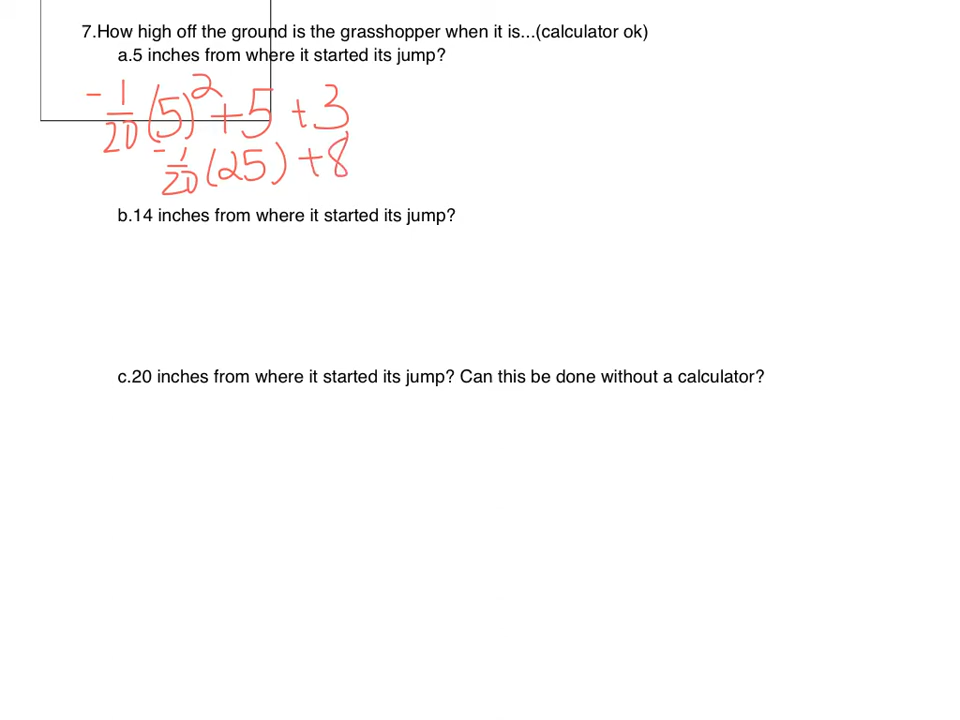 7.How high off the ground is the grasshopper when it is...(calculator ok)
a.5 inches from where it started its jump?
- 1/20 (5)² + 5 + 3
- 1/20 (25) + 8
b.14 inches from where it started its jump?
c.20 inches from where it started its jump? Can this be done without a calculator?